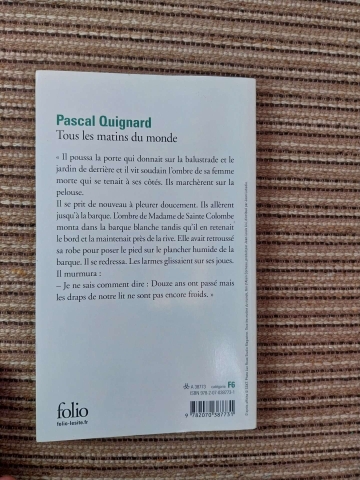 Pascal Quignard
Tous les matins du monde
« Il poussa la porte qui donnait sur la balustrade et le
jardin de derrière et il vit soudain l'ombre de sa femme
morte qui se tenait à ses côtés. Ils marchèrent sur la
pelouse.
Il se prit de nouveau à pleurer doucement. Ils allèrent
jusqu'à la barque. L'ombre de Madame de Sainte Colombe
monta dans la barque blanche tandis qu'il en retenait
le bord et la maintenait près de la rive. Elle avait retroussé
sa robe pour poser le pied sur le plancher humide de la
barque. Il se redressa. Les larmes glissaient sur ses joues.
Il murmura :
– Je ne sais comment dire : Douze ans ont passé mais
les draps de notre lit ne sont pas encore froids. »
A 38773
catégorie F6
folio
folio-lesite.fr
9 782070 387731